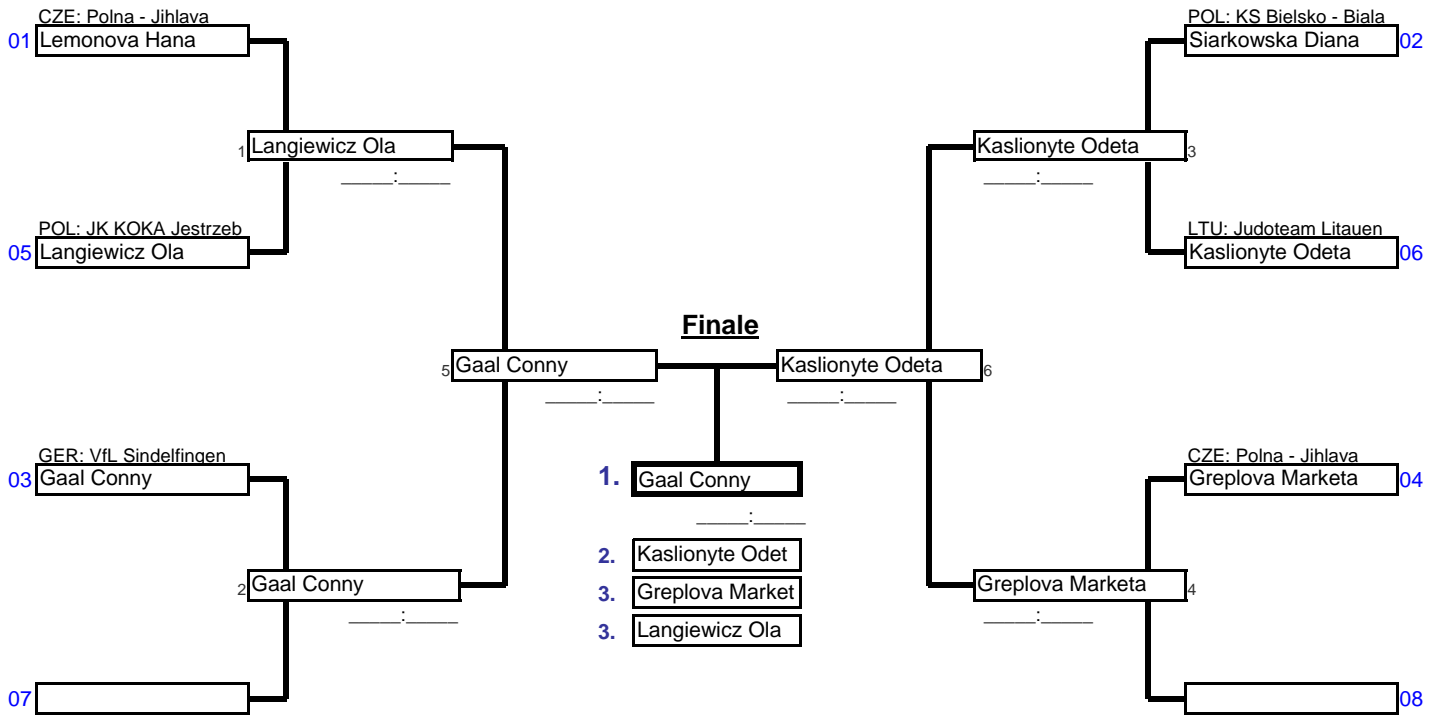 CZE: Polna - Jihlava
01 Lemonova Hana
POL: KS Bielsko - Biala
Siarkowska Diana 02
1 Langiewicz Ola
_____:_____
Kaslionyte Odeta 3
_____:_____
POL: JK KOKA Jestrzeb
05 Langiewicz Ola
LTU: Judoteam Litauen
Kaslionyte Odeta 06
Finale
5 Gaal Conny
_____:_____
Kaslionyte Odeta 6
_____:_____
GER: VfL Sindelfingen
03 Gaal Conny
CZE: Polna - Jihlava
Greplova Marketa 04
1. Gaal Conny
_____:_____
2. Kaslionyte Odet
3. Greplova Market
3. Langiewicz Ola
2 Gaal Conny
_____:_____
Greplova Marketa 4
_____:_____
07
08